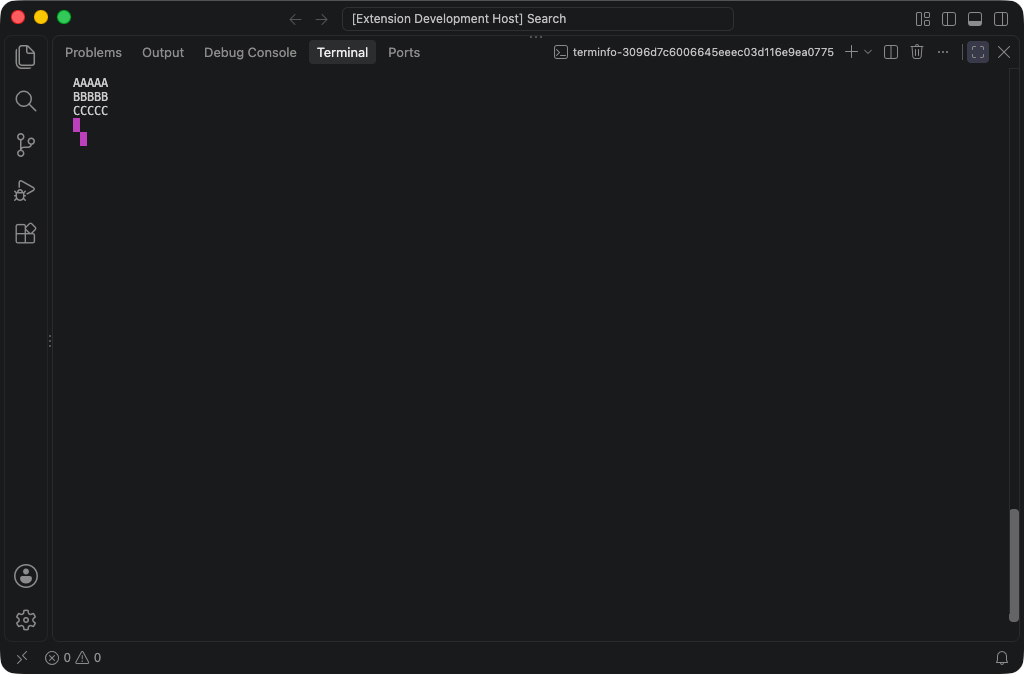 [Extension Development Host] Search
Problems Output Debug Console Terminal Ports
terminfo-3096d7c6006645eeec03d116e9ea0775
AAAAA
BBBBB
CCCCC
0 0